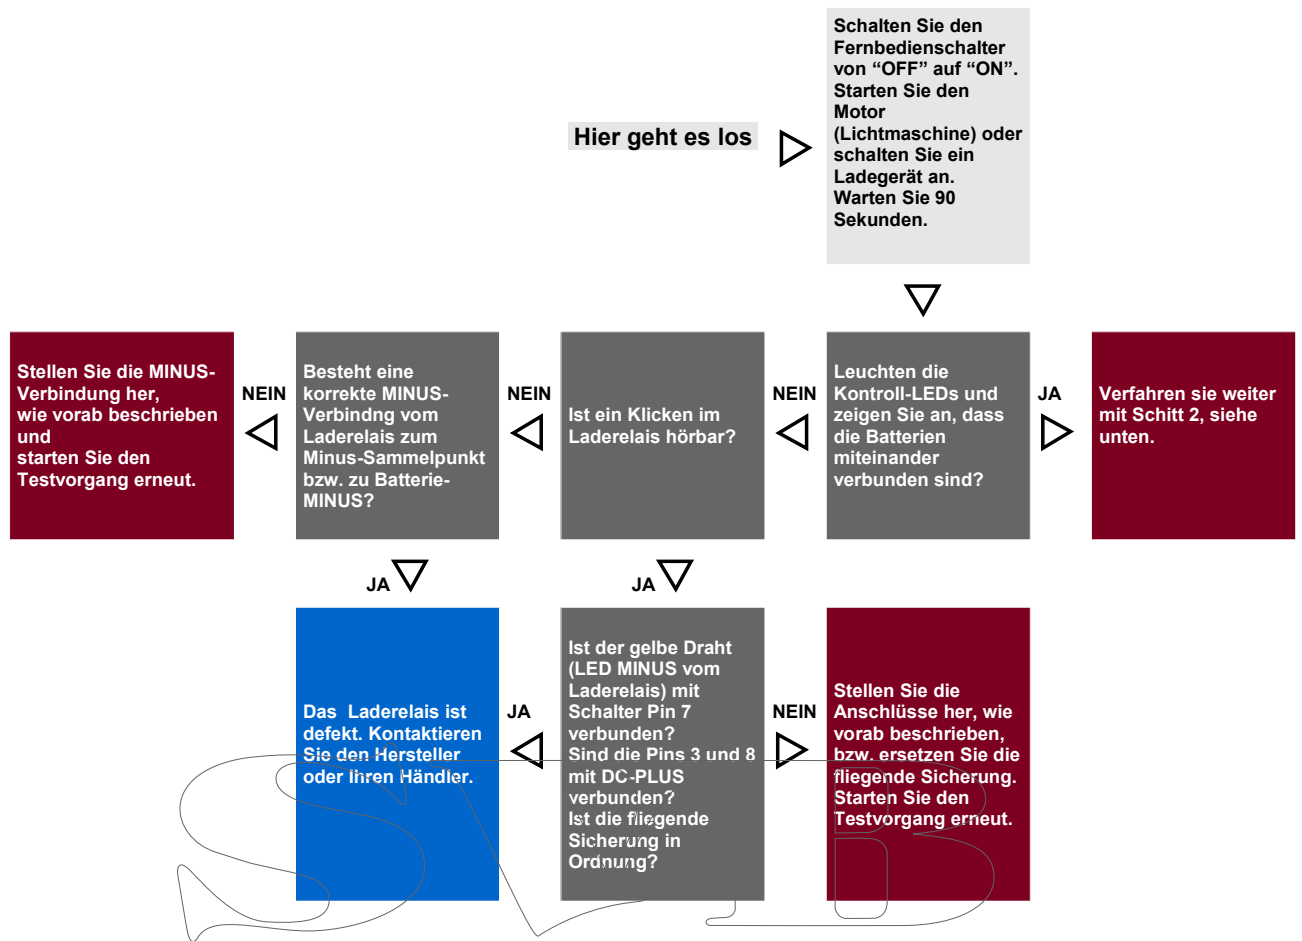 Schalten Sie den
Fernbedienschalter
von “OFF” auf “ON”.
Starten Sie den
Motor
(Lichtmaschine) oder
schalten Sie ein
Ladegerät an.
Warten Sie 90
Sekunden.
Hier geht es los
Stellen Sie die MINUS-
Verbindung her,
wie vorab beschrieben
und
starten Sie den
Testvorgang erneut.
NEIN
Besteht eine
korrekte MINUS-
Verbindng vom
Laderelais zum
Minus-Sammelpunkt
bzw. zu Batterie-
MINUS?
NEIN
Ist ein Klicken im
Laderelais hörbar?
NEIN
Leuchten die
Kontroll-LEDs und
zeigen Sie an, dass
die Batterien
miteinander
verbunden sind?
JA
Verfahren sie weiter
mit Schitt 2, siehe
unten.
JA
JA
Das Laderelais ist
defekt. Kontaktieren
Sie den Hersteller
oder Ihren Händler.
JA
Ist der gelbe Draht
(LED MINUS vom
Laderelais) mit
Schalter Pin 7
verbunden?
Sind die Pins 3 und 8
mit DC-PLUS
verbunden?
Ist die fliegende
Sicherung in
Ordnung?
NEIN
Stellen Sie die
Anschlüsse her, wie
vorab beschrieben,
bzw. ersetzen Sie die
fliegende Sicherung.
Starten Sie den
Testvorgang erneut.